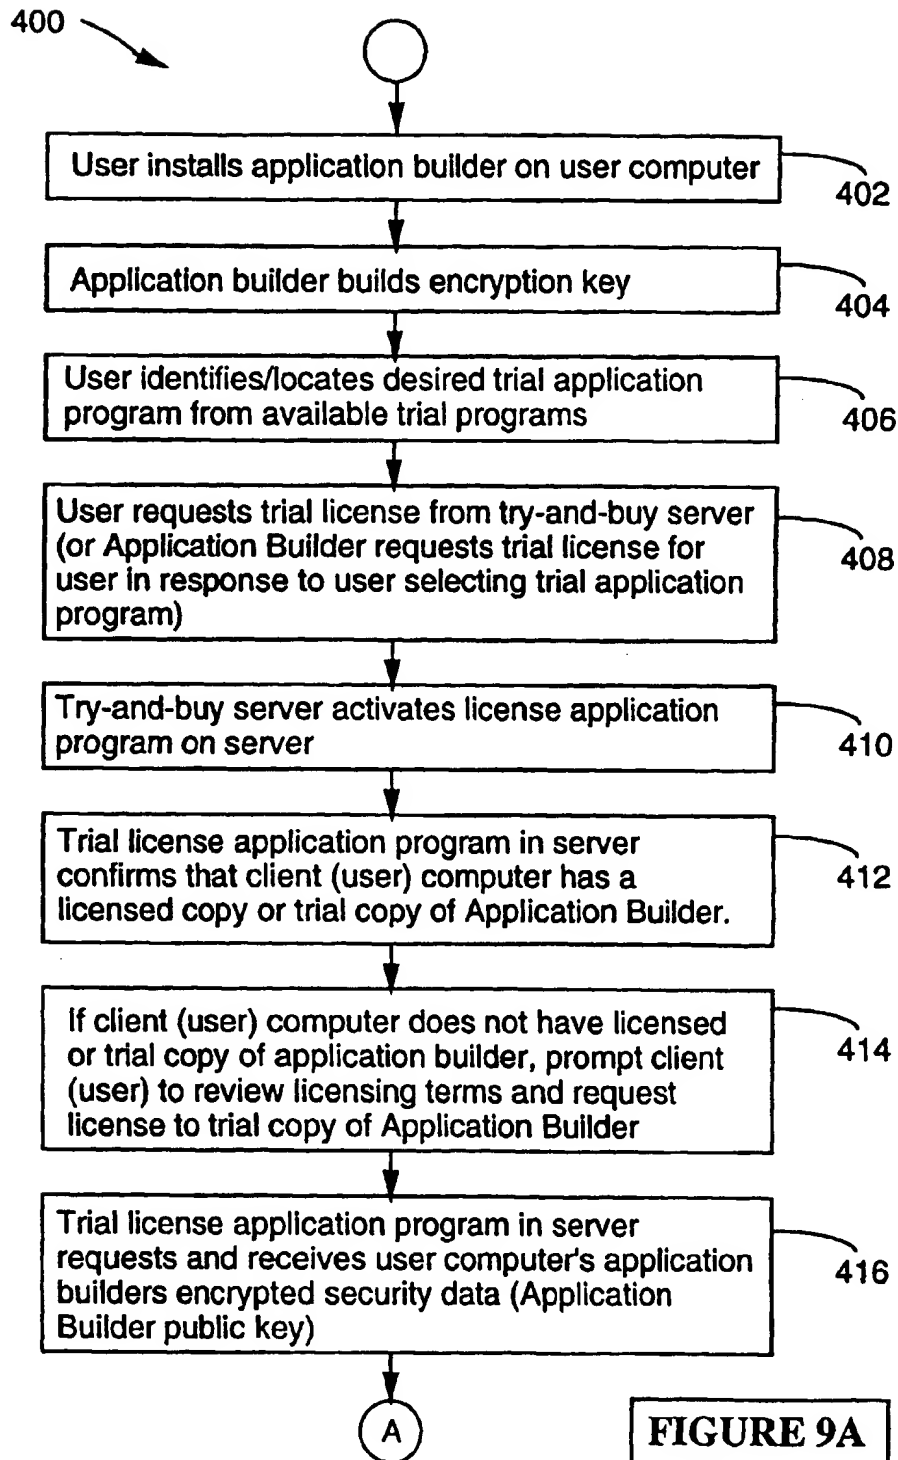 400
User installs application builder on user computer
402
Application builder builds encryption key
404
User identifies/locates desired trial application
program from available trial programs
406
User requests trial license from try-and-buy server
(or Application Builder requests trial license for
user in response to user selecting trial application
program)
408
Try-and-buy server activates license application
program on server
410
Trial license application program in server
confirms that client (user) computer has a
licensed copy or trial copy of Application Builder.
412
If client (user) computer does not have licensed
or trial copy of application builder, prompt client
(user) to review licensing terms and request
license to trial copy of Application Builder
414
Trial license application program in server
requests and receives user computer's application
builders encrypted security data (Application
Builder public key)
416
A
FIGURE 9A